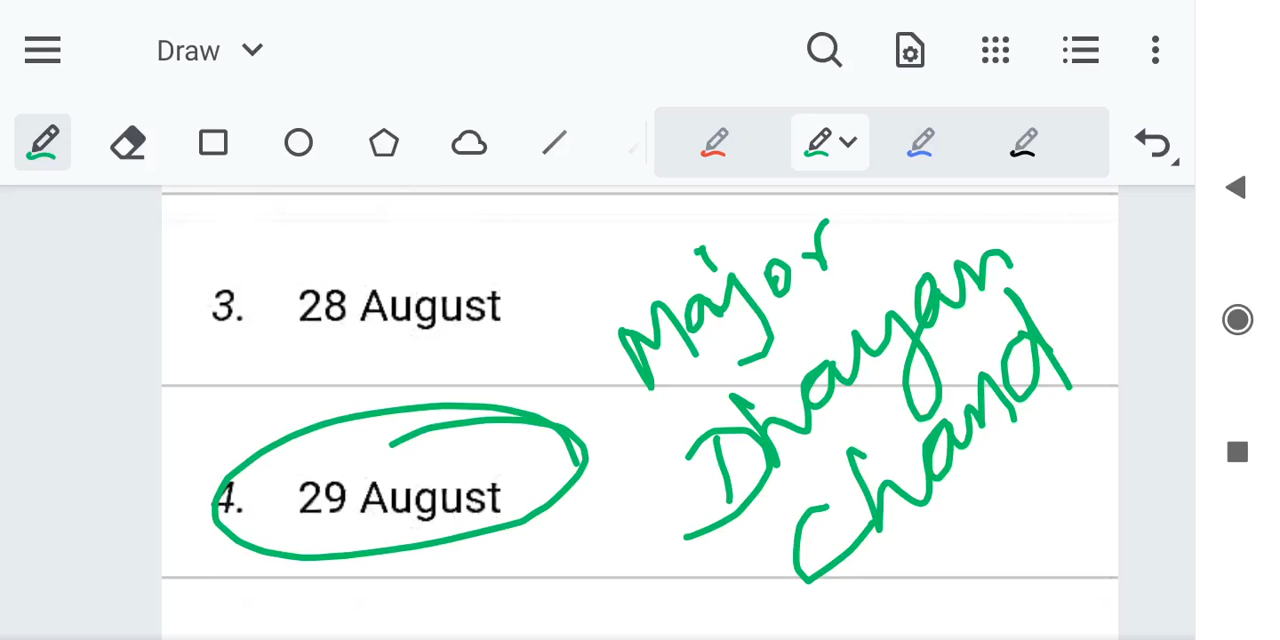 Draw
3. 28 August
4. 29 August
Major
Dhayan
Chand